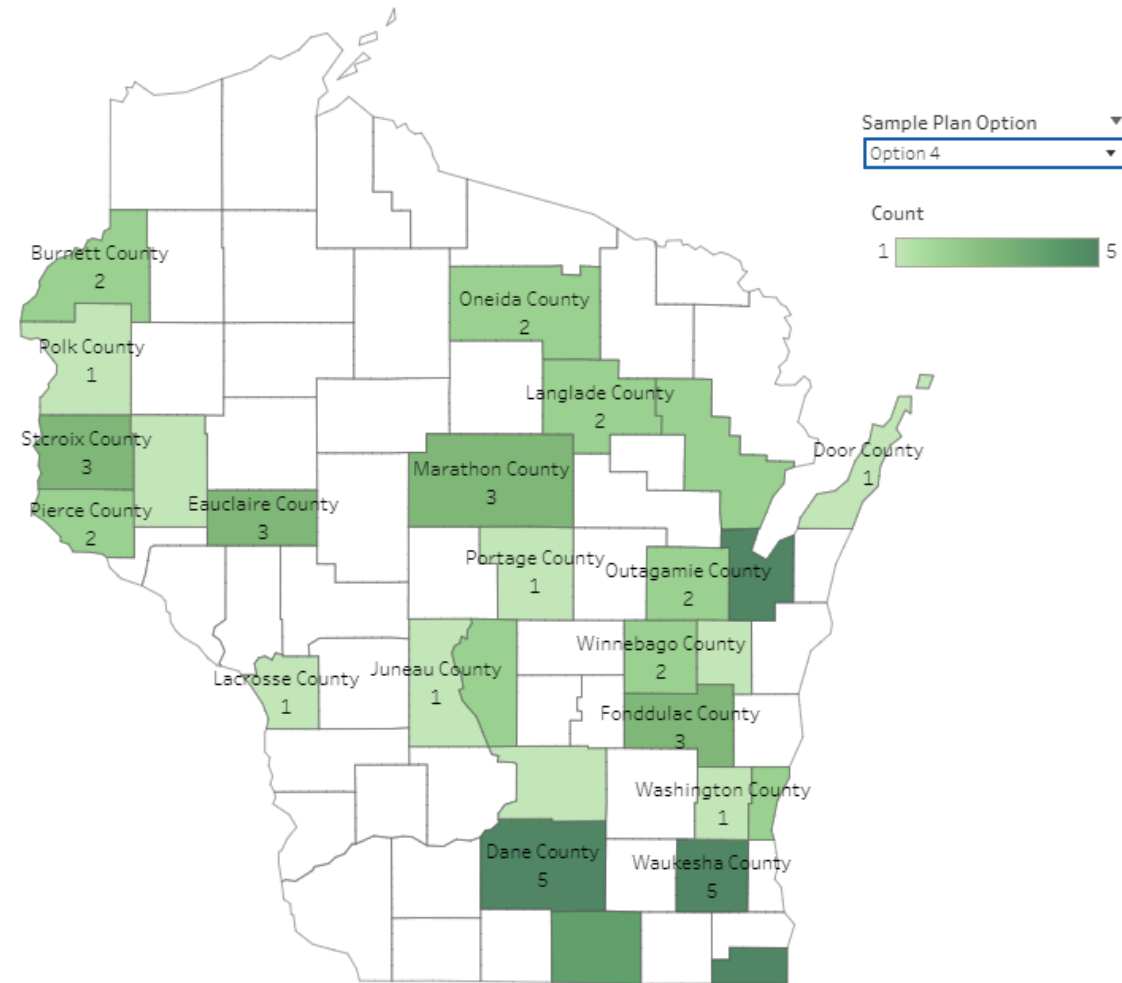 Sample Plan Option
Option 4
Count
1
5
Burnett County
2
Oneida County
2
Polk County
1
Langlade County
2
Stcroix County
3
Door County
1
Marathon County
3
Pierce County
2
Eauclaire County
3
Portage County
1
Outagamie County
2
Winnebago County
2
Lacrosse County
1
Juneau County
1
Fonddulac County
3
Washington County
1
Dane County
5
Waukesha County
5